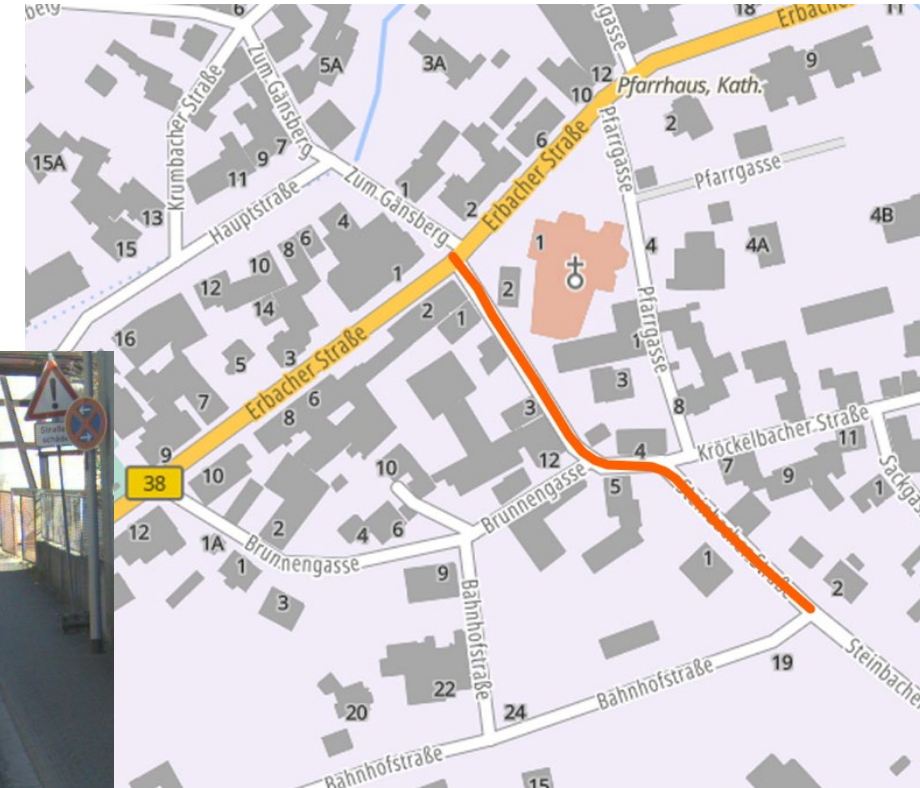 6
5A
3A
12
10
Pfarrhaus, Kath.
18
Erbacher
11
9
2
Zum Gänsberg
Krumbacher Straße
15A
7
9
11
6
Pfarrgasse
Pfarrgasse
13
15
Hauptstraße
1
Zum Gänsberg
2
Erbacher Straße
1
4
4A
4B
4
6
8
10
12
14
1
2
2
1
16
5
3
Erbacher Straße
6
8
7
Pfarrgasse
1
3
3
8
4
Kröckelbacher Straße
11
9
38
10
10
12
5
7
9
1
12
1A
2
4
6
Brunnengasse
Brunnengasse
1
3
9
Bahnhofstraße
1
2
22
20
24
Bahnhofstraße
19
Steinbacher
Bahnhofstraße
15